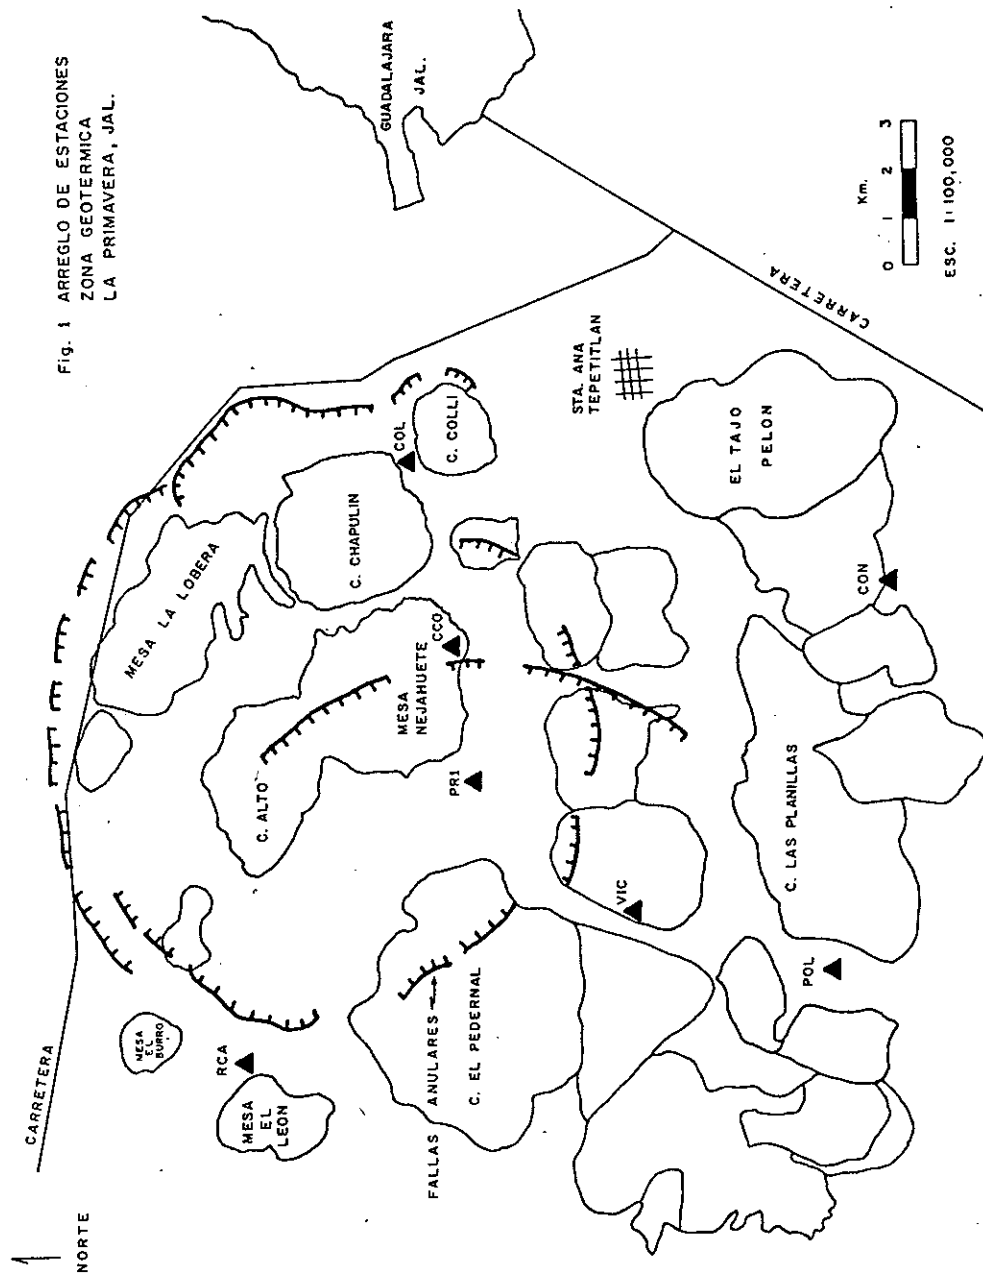 Fig. 1 ARREGLO DE ESTACIONES
ZONA GEOTERMICA
LA PRIMAVERA, JAL.
NORTE
CARRETERA
MESA
EL
BURRO
RCA
MESA
EL
LEON
MESA LA LOBERA
C. ALTO
C. CHAPULIN
COL
C. COLLI
GUADALAJARA
JAL.
MESA
NEJAHUETE
CCO
PR1
FALLAS ANULARES
C. EL PEDERNAL
VIC
STA. ANA
TEPETITLAN
CARRETERA
EL TAJO
PELON
C. LAS PLANILLAS
CON
POL
Km.
0 1 2 3
ESC. 1:100,000